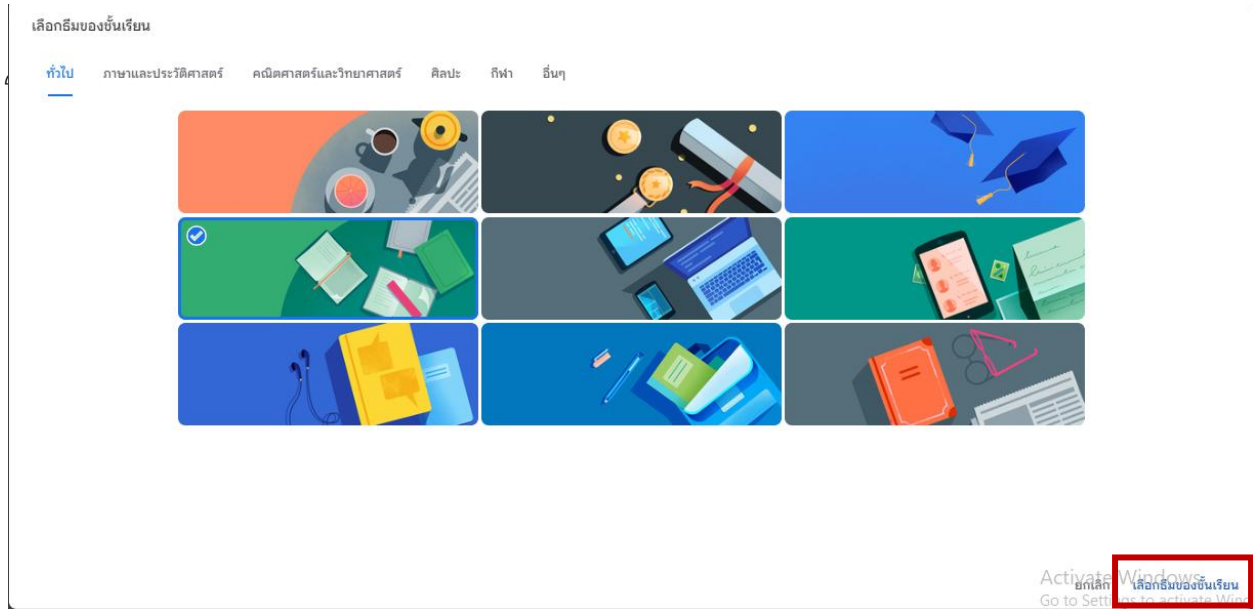 เลือกธีมของชั้นเรียน
ทั่วไป ภาษาและประวัติศาสตร์ คณิตศาสตร์และวิทยาศาสตร์ ศิลปะ กีฬา อื่นๆ
Activate Windows
ยกเลิก เลือกธีมของชั้นเรียน
Go to Settings to activate Wind